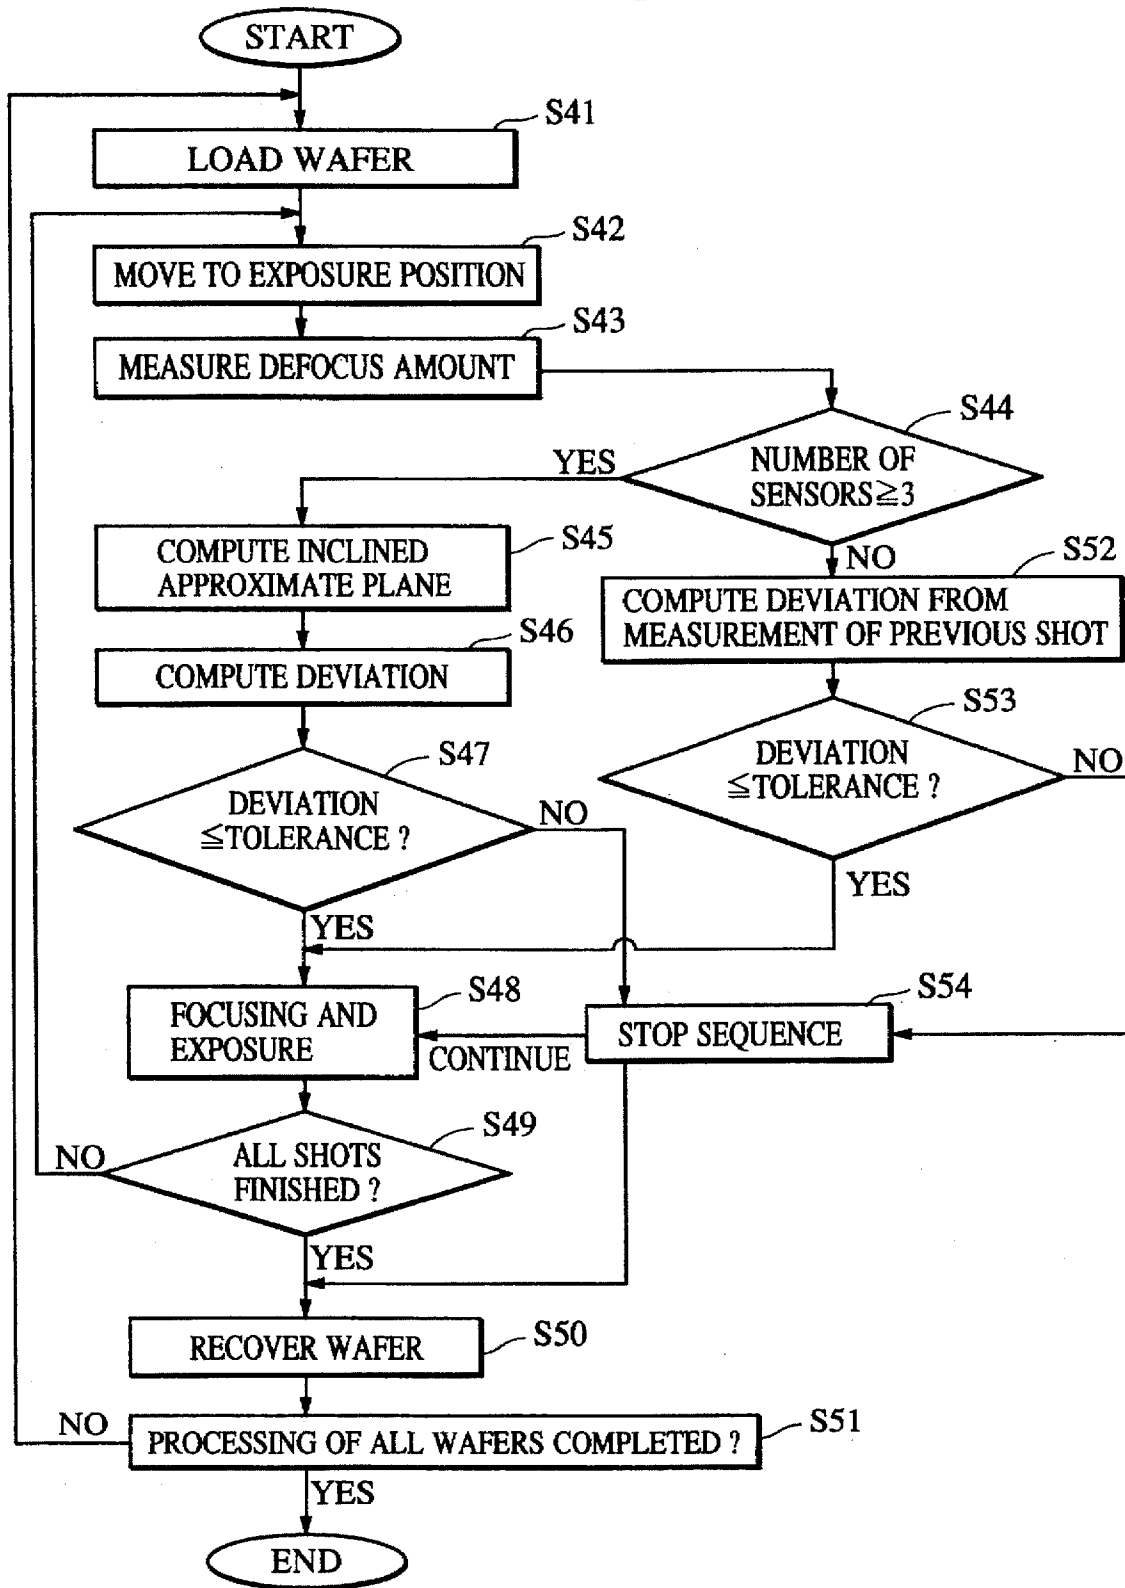 START
S41
LOAD WAFER
S42
MOVE TO EXPOSURE POSITION
S43
MEASURE DEFOCUS AMOUNT
S44
NUMBER OF
SENSORS≧3
YES
NO
S45
COMPUTE INCLINED
APPROXIMATE PLANE
S52
COMPUTE DEVIATION FROM
MEASUREMENT OF PREVIOUS SHOT
S46
COMPUTE DEVIATION
S53
DEVIATION
≦TOLERANCE ?
NO
YES
S47
DEVIATION
≦TOLERANCE ?
NO
YES
S48
FOCUSING AND
EXPOSURE
S54
STOP SEQUENCE
CONTINUE
S49
ALL SHOTS
FINISHED ?
NO
YES
S50
RECOVER WAFER
S51
PROCESSING OF ALL WAFERS COMPLETED ?
NO
YES
END